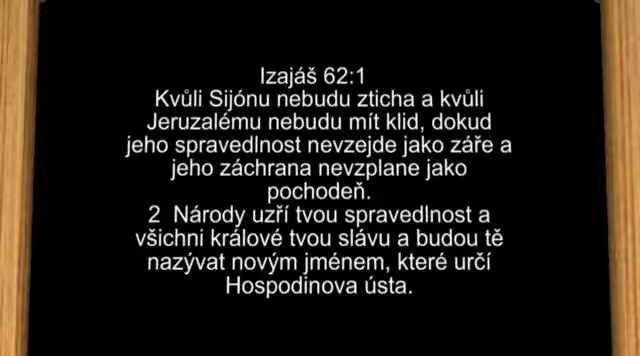 Izajáš 62:1
Kvůli Sijónu nebudu zticha a kvůli
Jeruzalému nebudu mít klid, dokud
jeho spravedlnost nevzejde jako záře a
jeho záchrana nevzplane jako
pochodeň.
2 Národy uzří tvou spravedlnost a
všichni králové tvou slávu a budou tě
nazývat novým jménem, které určí
Hospodinova ústa.